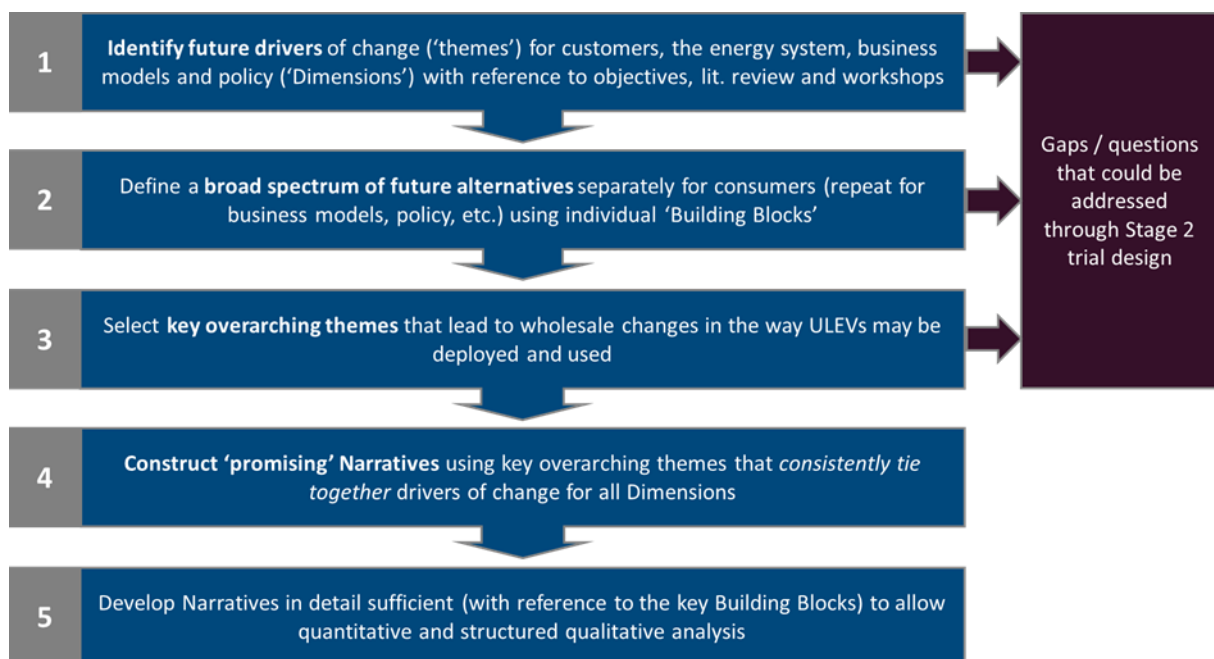 1
Identify future drivers of change (‘themes’) for customers, the energy system, business
models and policy (‘Dimensions’) with reference to objectives, lit. review and workshops
2
Define a broad spectrum of future alternatives separately for consumers (repeat for
business models, policy, etc.) using individual ‘Building Blocks’
3
Select key overarching themes that lead to wholesale changes in the way ULEVs may be
deployed and used
4
Construct ‘promising’ Narratives using key overarching themes that consistently tie
together drivers of change for all Dimensions
5
Develop Narratives in detail sufficient (with reference to the key Building Blocks) to allow
quantitative and structured qualitative analysis
Gaps / questions
that could be
addressed
through Stage 2
trial design